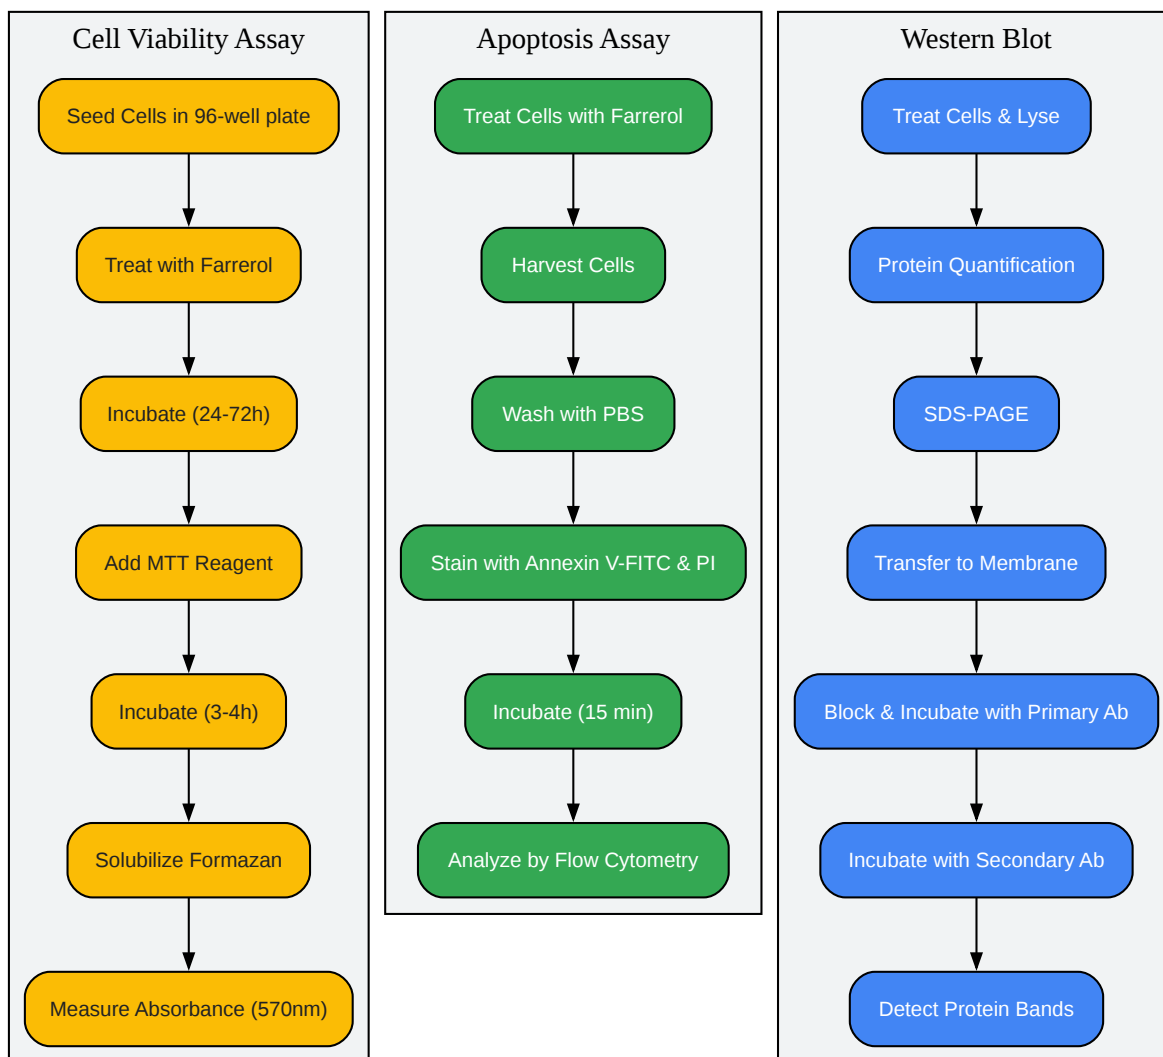 Cell Viability Assay
Seed Cells in 96-well plate
Treat with Farrerol
Incubate (24-72h)
Add MTT Reagent
Incubate (3-4h)
Solubilize Formazan
Measure Absorbance (570nm)
Apoptosis Assay
Treat Cells with Farrerol
Harvest Cells
Wash with PBS
Stain with Annexin V-FITC & PI
Incubate (15 min)
Analyze by Flow Cytometry
Western Blot
Treat Cells & Lyse
Protein Quantification
SDS-PAGE
Transfer to Membrane
Block & Incubate with Primary Ab
Incubate with Secondary Ab
Detect Protein Bands